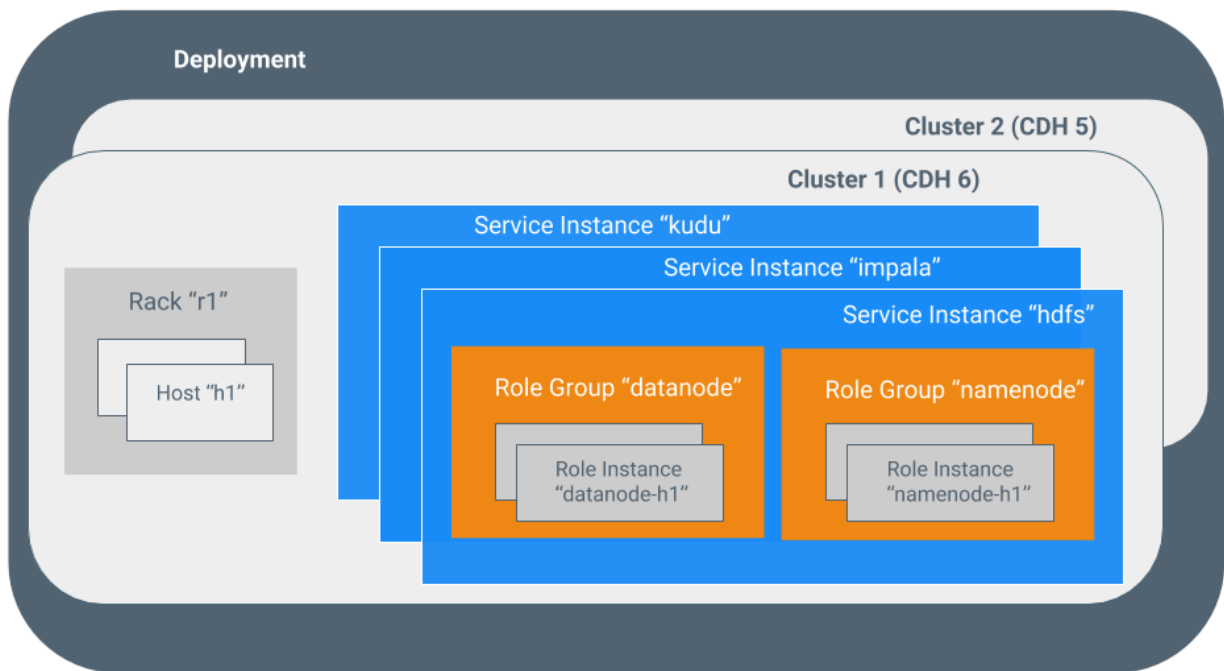 Deployment
Cluster 2 (CDH 5)
Cluster 1 (CDH 6)
Service Instance “kudu”
Service Instance “impala”
Service Instance “hdfs”
Rack “r1”
Host “h1”
Role Group “datanode”
Role Instance
“datanode-h1”
Role Group “namenode”
Role Instance
“namenode-h1”